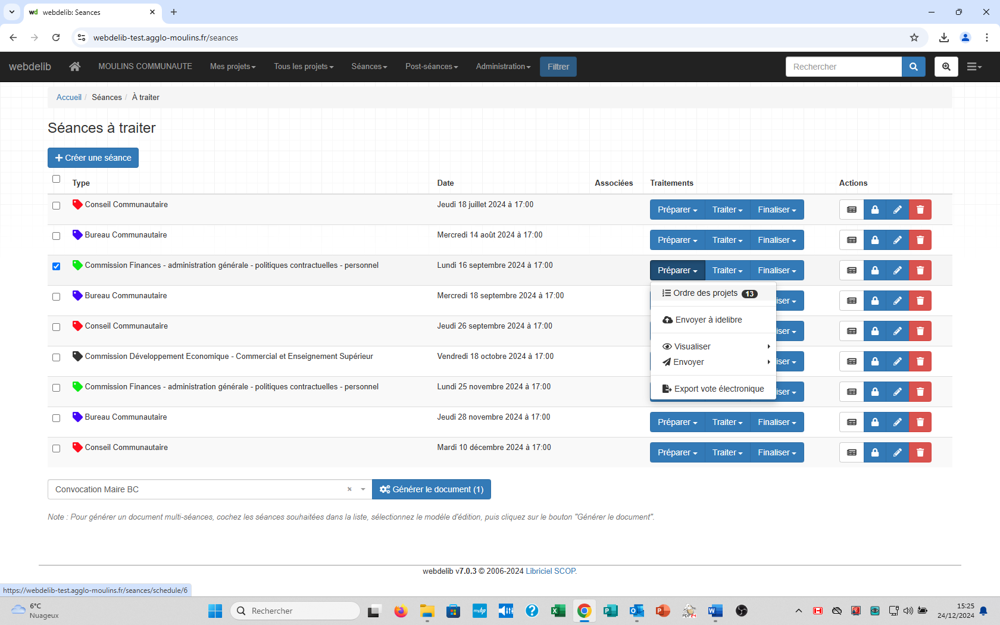 webdelib: Seances
webdelib-test.agglo-moulins.fr/seances
webdelib MOULINS COMMUNAUTE Mes projets Tous les projets Séances Post-séances Administration Filtrer Rechercher
Accueil / Séances / À traiter
Séances à traiter
Créer une séance
Type Date Associées Traitements Actions
Conseil Communautaire Jeudi 18 juillet 2024 à 17:00 Préparer Traiter Finaliser
Bureau Communautaire Mercredi 14 août 2024 à 17:00 Préparer Traiter Finaliser
Commission Finances - administration générale - politiques contractuelles - personnel Lundi 16 septembre 2024 à 17:00 Préparer Traiter Finaliser
Ordre des projets 13
Envoyer à idelibre
Visualiser
Envoyer
Export vote électronique
Bureau Communautaire Mercredi 18 septembre 2024 à 17:00 iser
Conseil Communautaire Jeudi 26 septembre 2024 à 17:00 iser
Commission Développement Economique - Commercial et Enseignement Supérieur Vendredi 18 octobre 2024 à 17:00 iser
Commission Finances - administration générale - politiques contractuelles - personnel Lundi 25 novembre 2024 à 17:00 iser
Bureau Communautaire Jeudi 28 novembre 2024 à 17:00 Préparer Traiter Finaliser
Conseil Communautaire Mardi 10 décembre 2024 à 17:00 Préparer Traiter Finaliser
Convocation Maire BC × Générer le document (1)
Note : Pour générer un document multi-séances, cochez les séances souhaitées dans la liste, sélectionnez le modèle d'édition, puis cliquez sur le bouton "Générer le document".
webdelib v7.0.3 © 2006-2024 Libriciel SCOP.
https://webdelib-test.agglo-moulins.fr/seances/schedule/6
6°C
Nuageux
Rechercher
15:25
24/12/2024